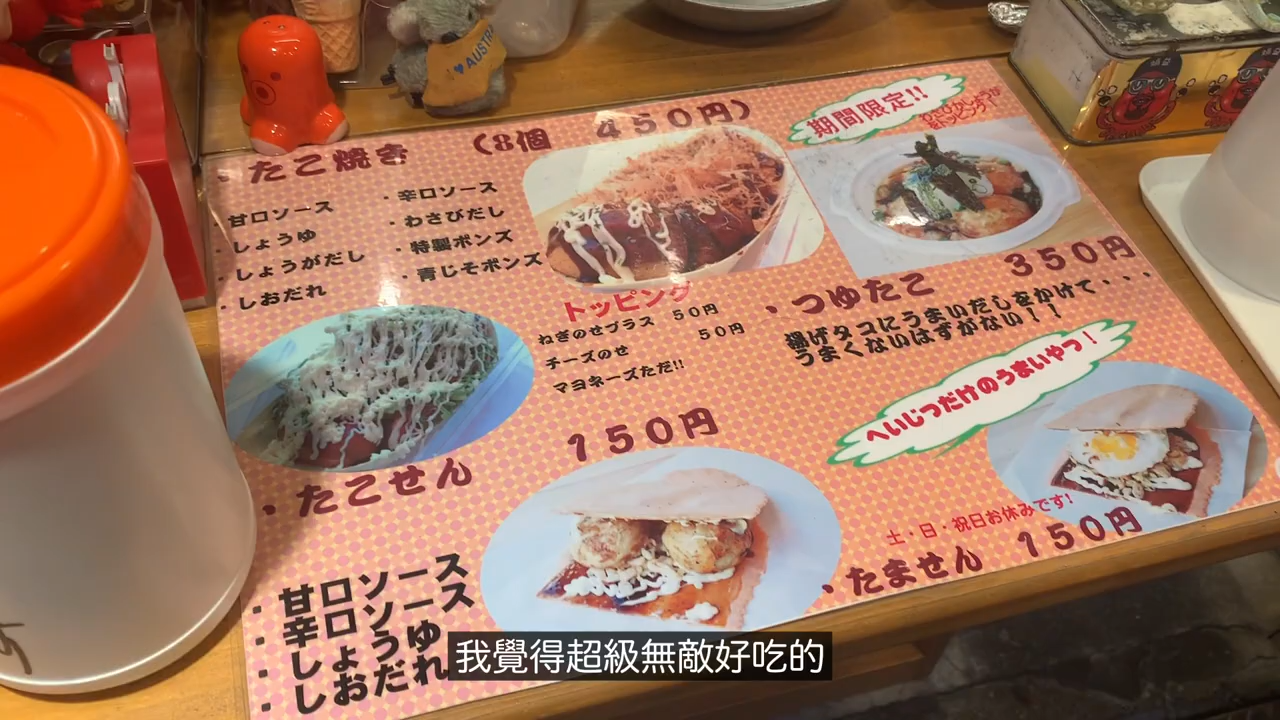 ・たこ焼き (8個 450円)
・甘口ソース
・しょうゆ
・しょうがだし
・しおだれ
・辛口ソース
・わさびだし
・特製ポンズ
・青じそポンズ
トッピング
ねぎのせプラス 50円
チーズのせ 50円
マヨネーズただ!!
期間限定!!
・つゆたこ 350円
揚げタコにうまいだしをかけて・・・
うまくないはずがない!!
へいじつだけのうまいやつ!
土・日・祝日お休みです!
・たません 150円
・たこせん 150円
・甘口ソース
・辛口ソース
・しょうゆ
・しおだれ
AUSTR
我覺得超級無敵好吃的